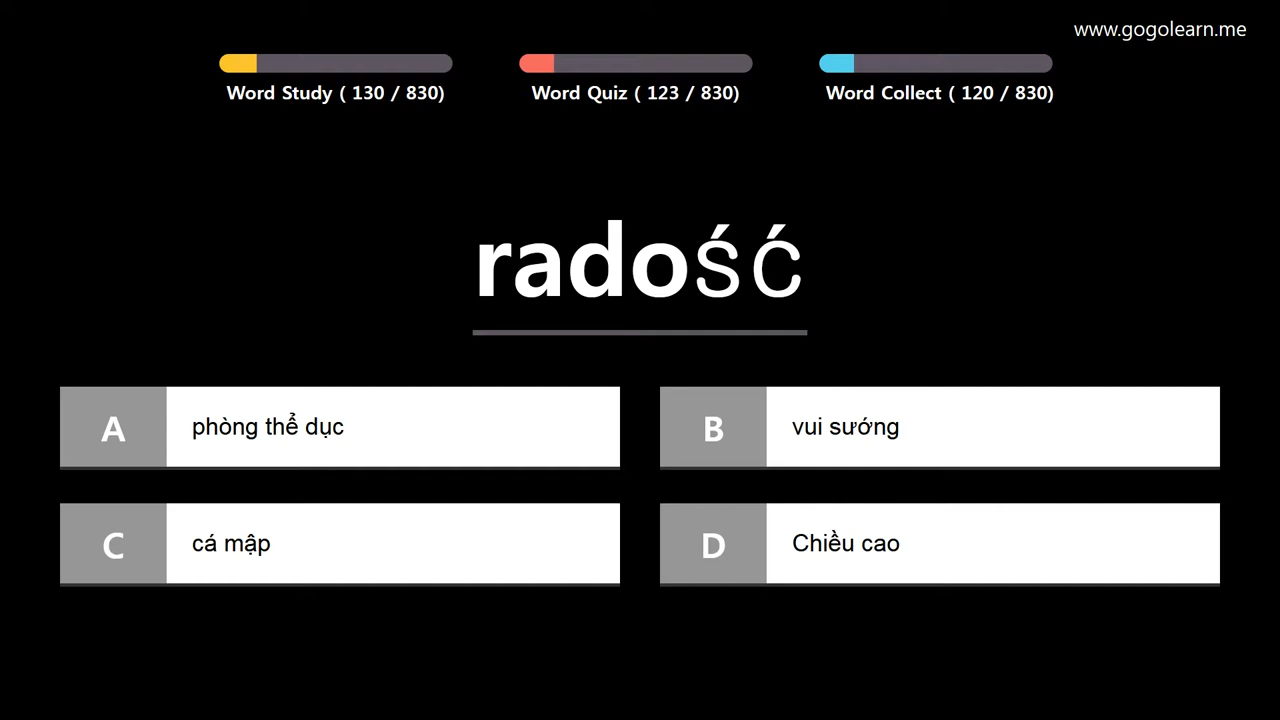 www.gogolearn.me
Word Study ( 130 / 830)
Word Quiz ( 123 / 830)
Word Collect ( 120 / 830)
radość
A
phòng thể dục
B
vui sướng
C
cá mập
D
Chiều cao